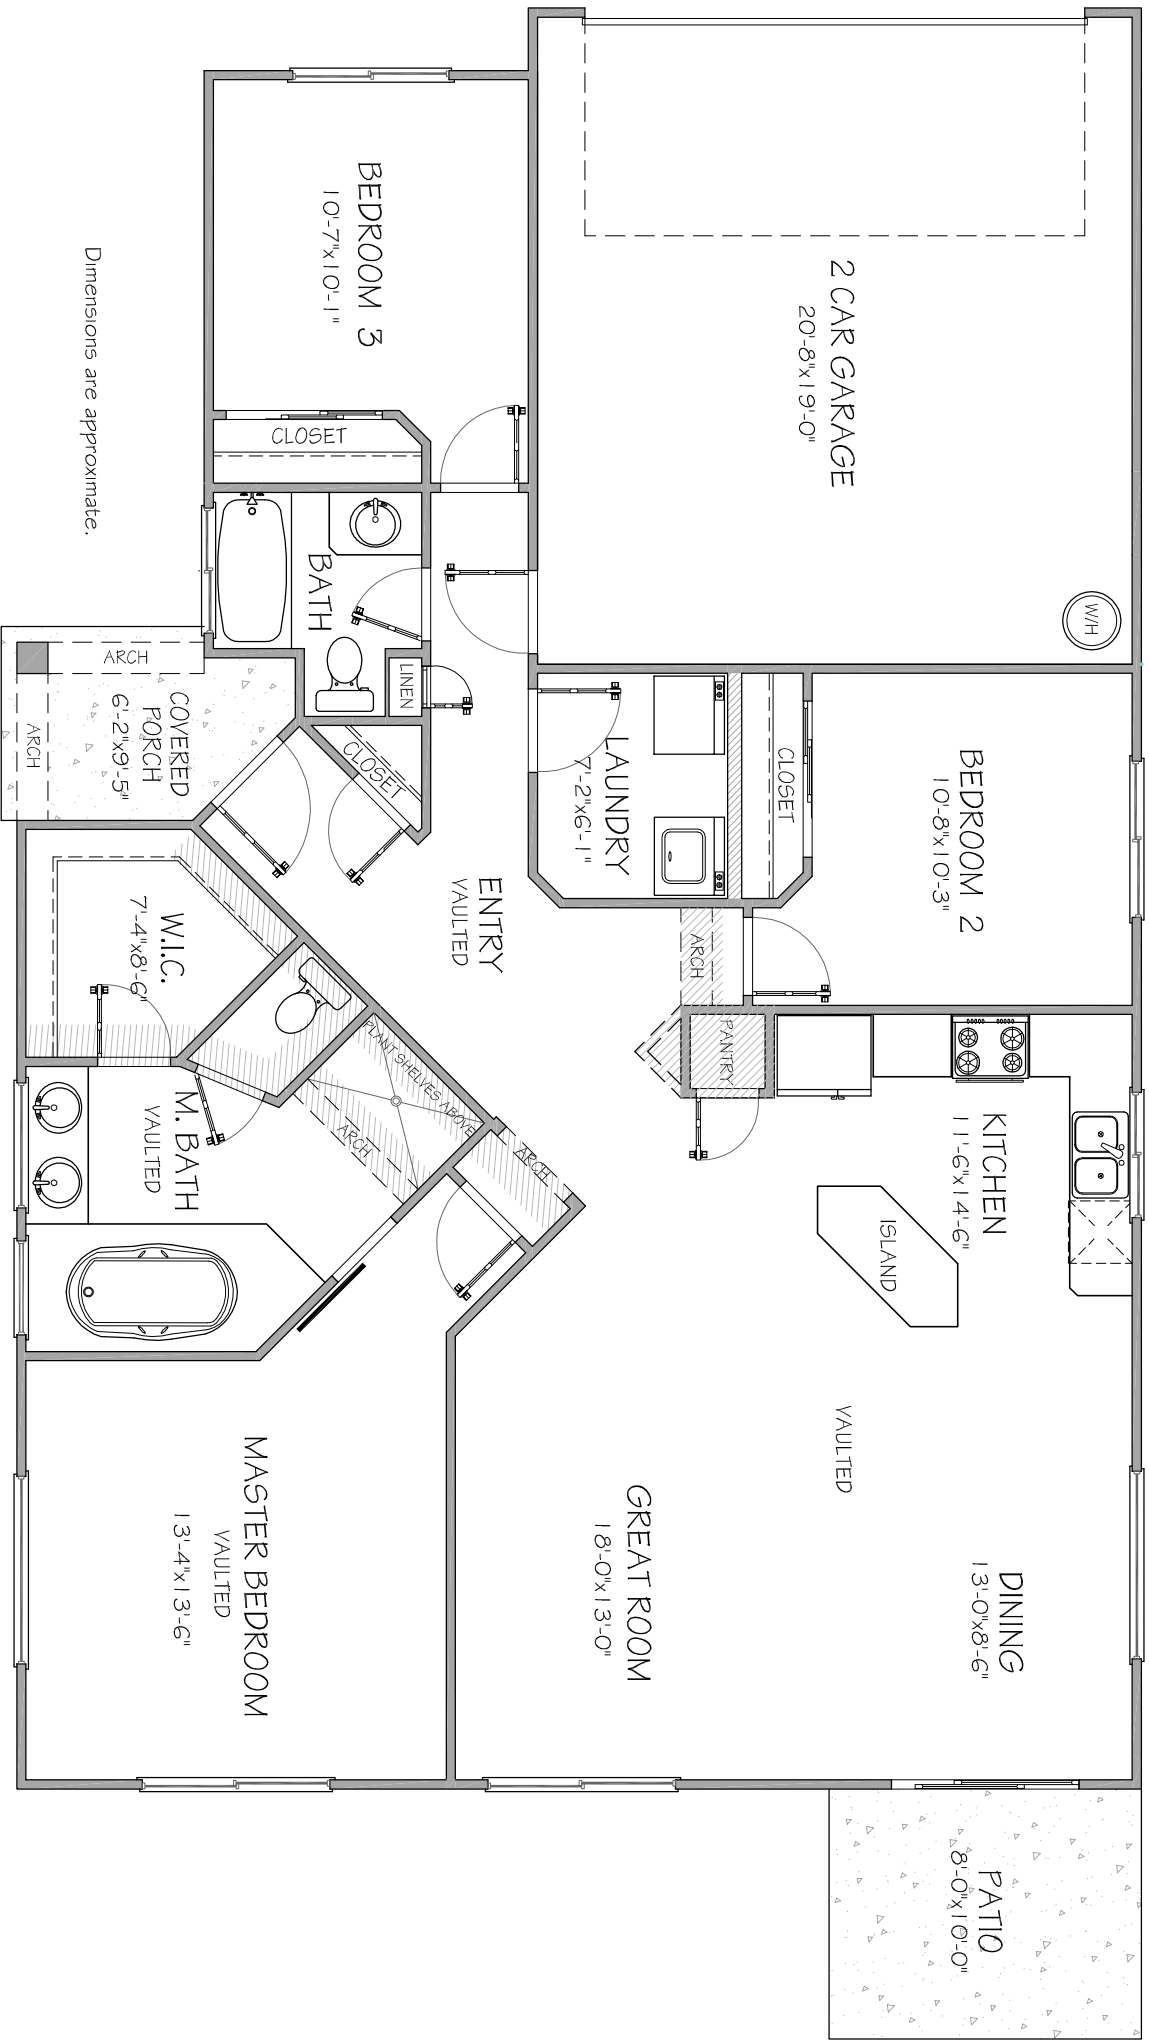 2 CAR GARAGE
20'-8"x19'-0"
W/H
BEDROOM 3
10'-7"x10'-1"
CLOSET
Dimensions are approximate.
BEDROOM 2
10'-8"x10'-3"
CLOSET
LAUNDRY
7'-2"x6'-1"
LINEN
BATH
CLOSET
ARCH
ARCH
COVERED
PORCH
6'-2"x9'-5"
ENTRY
VAULTED
ARCH
PANTRY
W.I.C.
7'-4"x8'-6"
PLANT SHELVES ABOVE
ARCH
ARCH
M. BATH
VAULTED
KITCHEN
11'-6"x14'-6"
ISLAND
VAULTED
DINING
13'-0"x8'-6"
GREAT ROOM
18'-0"x13'-0"
MASTER BEDROOM
VAULTED
13'-4"x13'-6"
PATIO
8'-0"x10'-0"